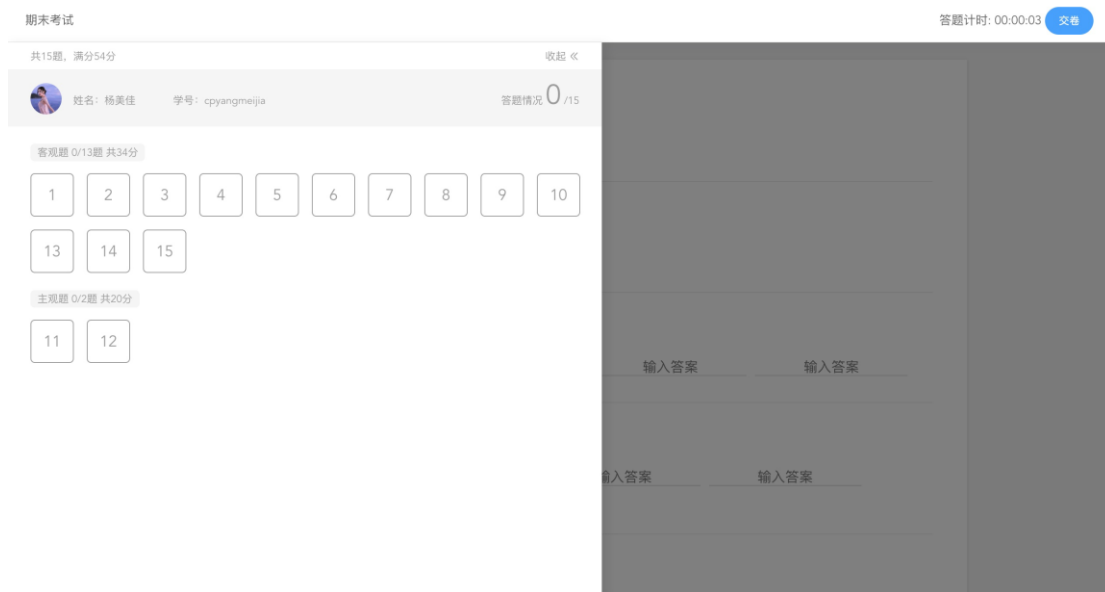 期末考试 答题计时: 00:00:03 交卷
共15题，满分54分 收起 《
姓名：杨美佳 学号：cpyangmeijia 答题情况 0 /15
客观题 0/13题 共34分
1 2 3 4 5 6 7 8 9 10
13 14 15
主观题 0/2题 共20分
11 12
输入答案 输入答案
输入答案 输入答案